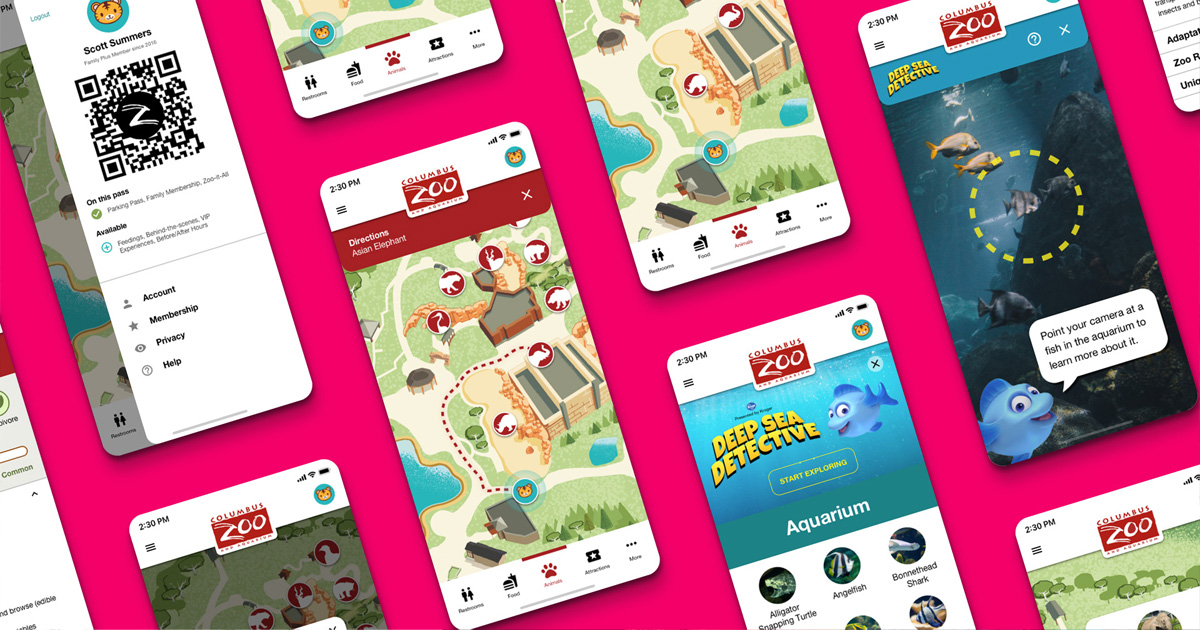 PM
Logout
Scott Summers
Family Plus Member since 2016
Z
On this pass
Parking Pass, Family Membership, Zoo-It-All
Available
Feedings, Behind-the-scenes, VIP
Experiences, Before/After Hours
Account
Membership
Privacy
Help
Restrooms
Restrooms
Food
Animals
Attractions
More
2:30 PM
COLUMBUS
ZOO
AND AQUARIUM
Directions
Asian Elephant
Restrooms
Food
Animals
Attractions
More
Restrooms
Food
Animals
Attractions
More
2:30 PM
COLUMBUS
ZOO
AND AQUARIUM
DEEP SEA
DETECTIVE
Point your camera at a
fish in the aquarium to
learn more about it.
2:30 PM
COLUMBUS
ZOO
AND AQUARIUM
Presented by Kroger
DEEP SEA
DETECTIVE
START EXPLORING
Aquarium
Alligator
Snapping Turtle
Angelfish
Bonnethead
Shark
2:30 PM
COLUMBUS
ZOO
AND AQUARIUM
2:30 PM
COLUMBUS
ZOO
AND AQUARIUM
insects and b
Adaptat
Zoo R
Uniq
Common
nd browse (edible